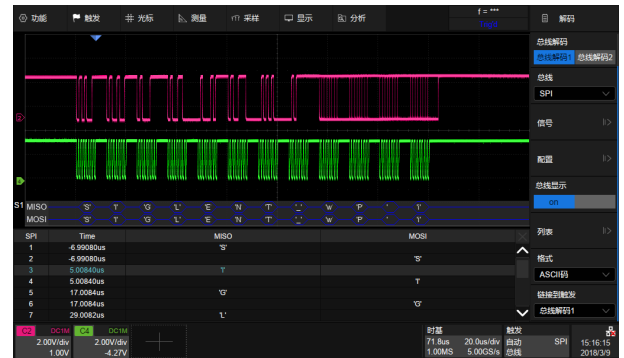 功能 触发 光标 测量 采样 显示 分析 f = *** 解码
总线解码
总线解码1 总线解码2
总线
SPI
信号
配置
总线显示
on
列表
格式
ASCII码
链接到触发
总线解码1
S1 MISO 'S' 'I' 'G' 'L' 'E' 'N' 'T' '_' 'w' 'P'
MOSI 'S' 'I' 'G' 'L' 'E' 'N' 'T' '_' 'w' 'P'
SPI Time MISO MOSI
1 -6.99080us 'S'
2 -6.99080us 'S'
3 5.00840us 'I'
4 5.00840us 'I'
5 17.0084us 'G'
6 17.0084us 'G'
7 29.0082us 'L'
C2 DC1M C4 DC1M 时基 触发
2.00V/div 2.00V/div 71.8us 20.0us/div 自动 SPI 15:16:15
1.00V -4.27V 1.00MS 5.00GS/s 总线 2018/3/9